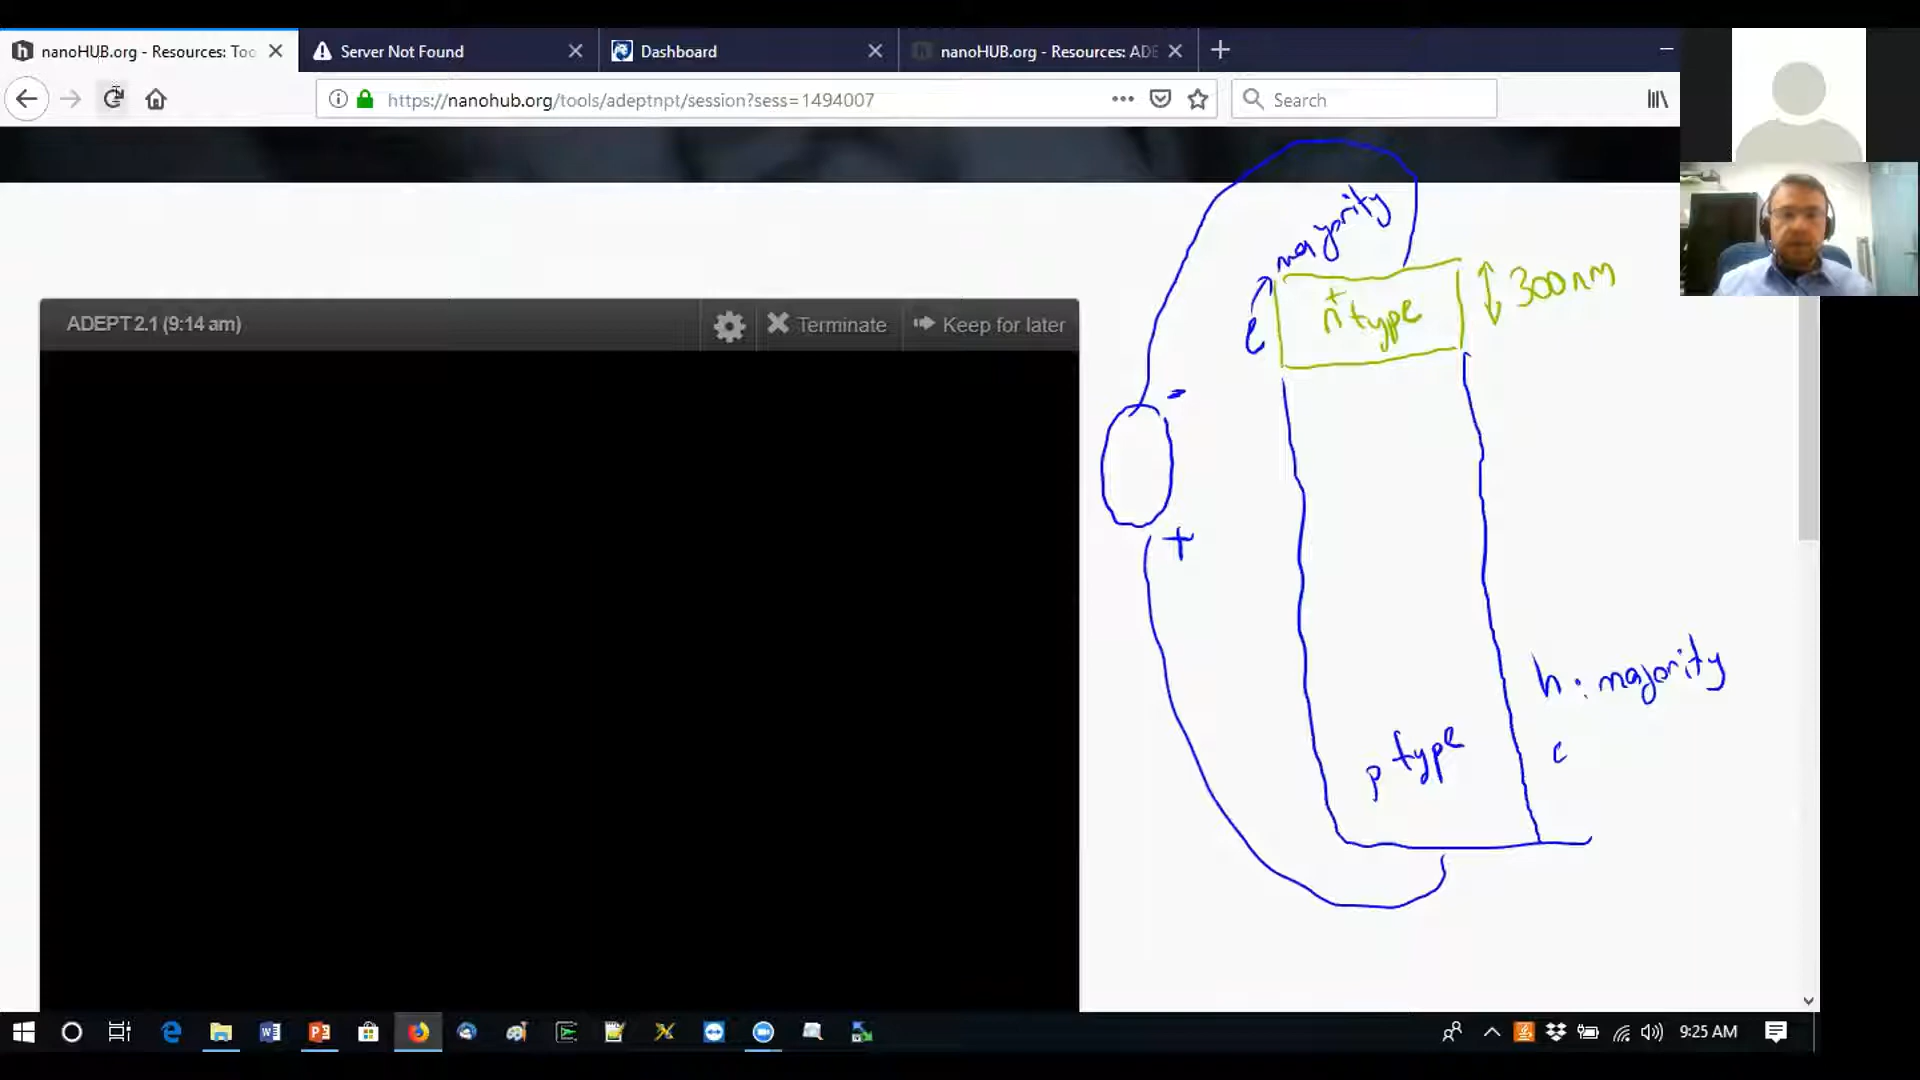 nanoHUB.org - Resources: Too
Server Not Found
Dashboard
nanoHUB.org - Resources: ADE
https://nanohub.org/tools/adeptnpt/session?sess=1494007
Search
ADEPT 2.1 (9:14 am)
Terminate
Keep for later
majority
e
n+ type
300nm
-
+
h: majority
p type
9:25 AM